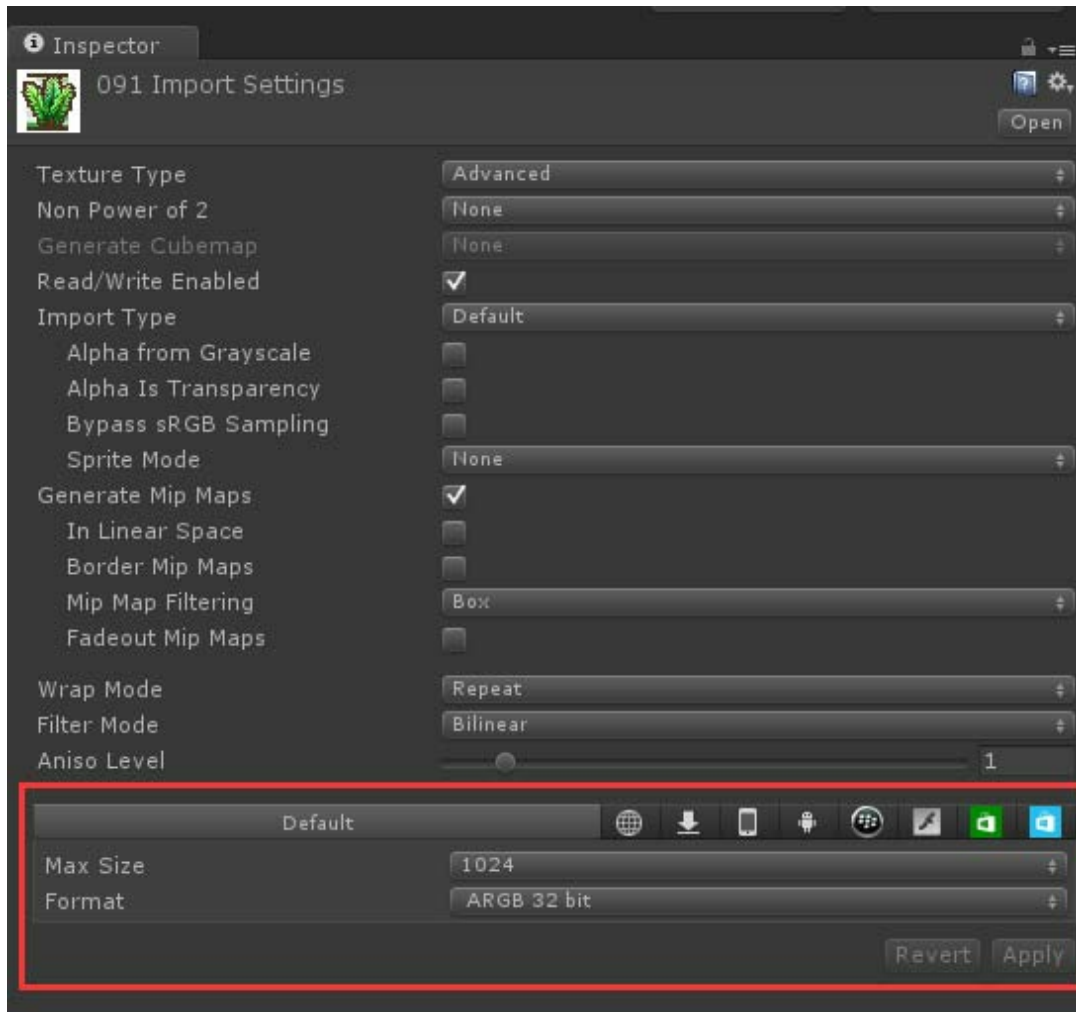 Inspector
091 Import Settings
Open
Texture Type Advanced
Non Power of 2 None
Generate Cubemap None
Read/Write Enabled
Import Type Default
Alpha from Grayscale
Alpha Is Transparency
Bypass sRGB Sampling
Sprite Mode None
Generate Mip Maps
In Linear Space
Border Mip Maps
Mip Map Filtering Box
Fadeout Mip Maps
Wrap Mode Repeat
Filter Mode Bilinear
Aniso Level 1
Default
Max Size 1024
Format ARGB 32 bit
Revert Apply